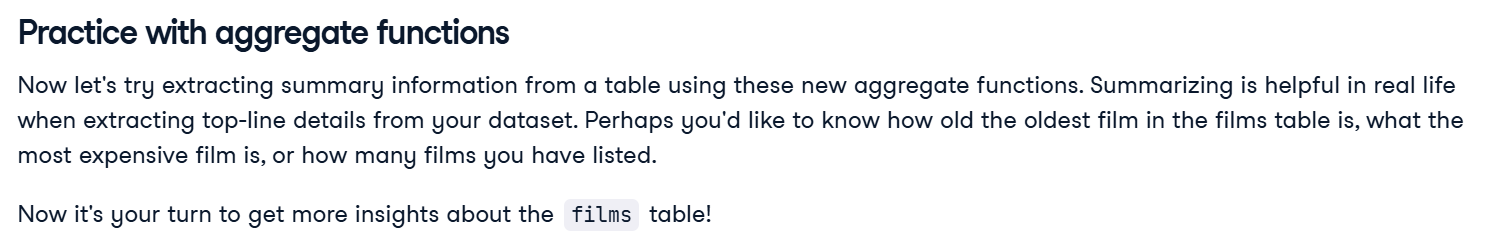 Practice with aggregate functions
Now let's try extracting summary information from a table using these new aggregate functions. Summarizing is helpful in real life
when extracting top-line details from your dataset. Perhaps you'd like to know how old the oldest film in the films table is, what the
most expensive film is, or how many films you have listed.
Now it's your turn to get more insights about the films table!